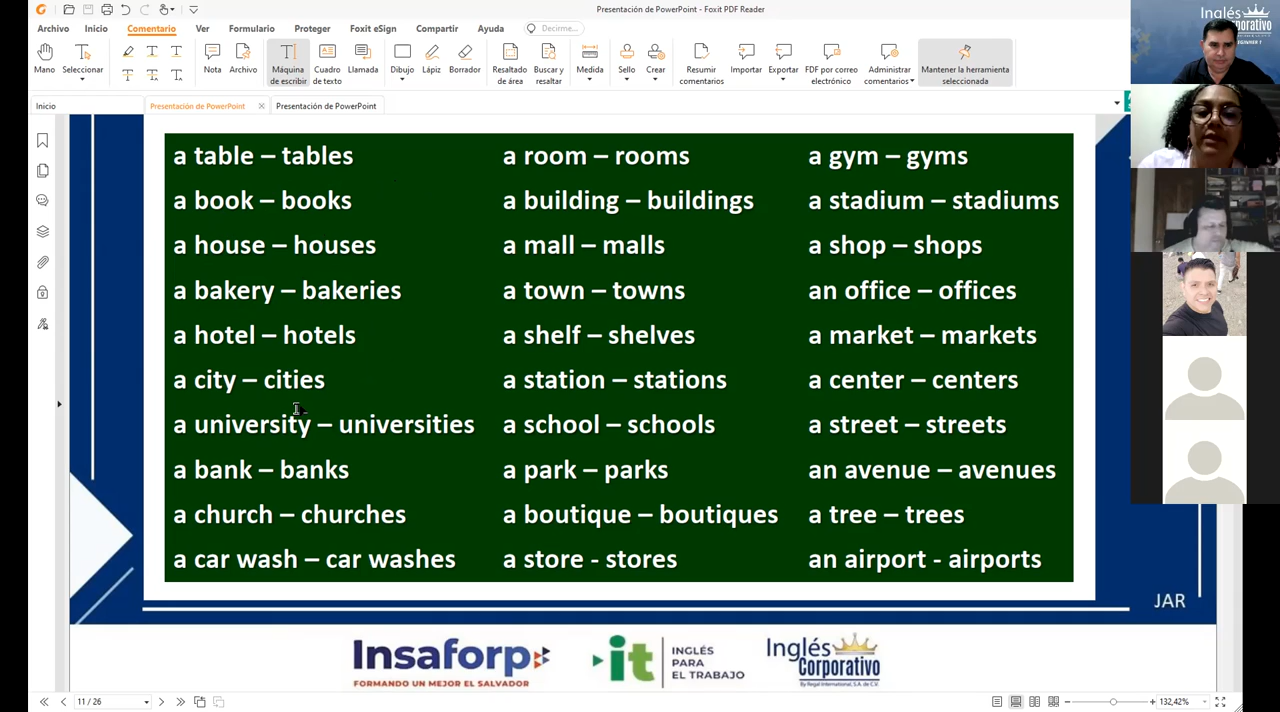 Presentación de PowerPoint - Foxit PDF Reader
Archivo Inicio Comentario Ver Formulario Proteger Foxit eSign Compartir Ayuda Decirme...
Mano Seleccionar Nota Archivo Máquina de escribir Cuadro de texto Llamada Dibujo Lápiz Borrador Resaltado de área Buscar y resaltar Medida Sello Crear Resumir comentarios Importar Exportar PDF por correo electrónico Administrar comentarios Mantener la herramienta seleccionada
Inicio Presentación de PowerPoint Presentación de PowerPoint
Inglés
a table – tables
a book – books
a house – houses
a bakery – bakeries
a hotel – hotels
a city – cities
a university – universities
a bank – banks
a church – churches
a car wash – car washes
a room – rooms
a building – buildings
a mall – malls
a town – towns
a shelf – shelves
a station – stations
a school – schools
a park – parks
a boutique – boutiques
a store - stores
a gym – gyms
a stadium – stadiums
a shop – shops
an office – offices
a market – markets
a center – centers
a street – streets
an avenue – avenues
a tree – trees
an airport - airports
JAR
Insaforp
FORMANDO UN MEJOR EL SALVADOR
it
INGLÉS
PARA
EL TRABAJO
Inglés
Corporativo
By Regal International, S.A. de C.V.
11 / 26
132,42%